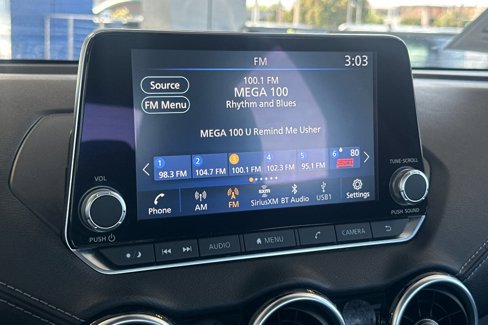 FM 3:03
Source
FM Menu
100.1 FM
MEGA 100
Rhythm and Blues
MEGA 100 U Remind Me Usher
1 2 3 4 5 6 80
98.3 FM 104.7 FM 100.1 FM 102.3 FM 95.1 FM
Phone AM FM SiriusXM BT Audio USB1 Settings
VOL
PUSH
TUNE·SCROLL
PUSH SOUND
AUDIO MENU CAMERA